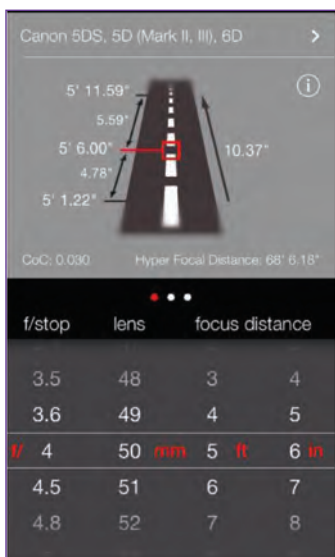 Canon 5DS, 5D (Mark II, III), 6D >
i
5' 11.59"
5.59"
5' 6.00" 10.37"
4.78"
5' 1.22"
CoC: 0.030 Hyper Focal Distance: 68' 6.18"
f/stop lens focus distance
3.5 48 3 4
3.6 49 4 5
f/ 4 50 mm 5 ft 6 in
4.5 51 6 7
4.8 52 7 8